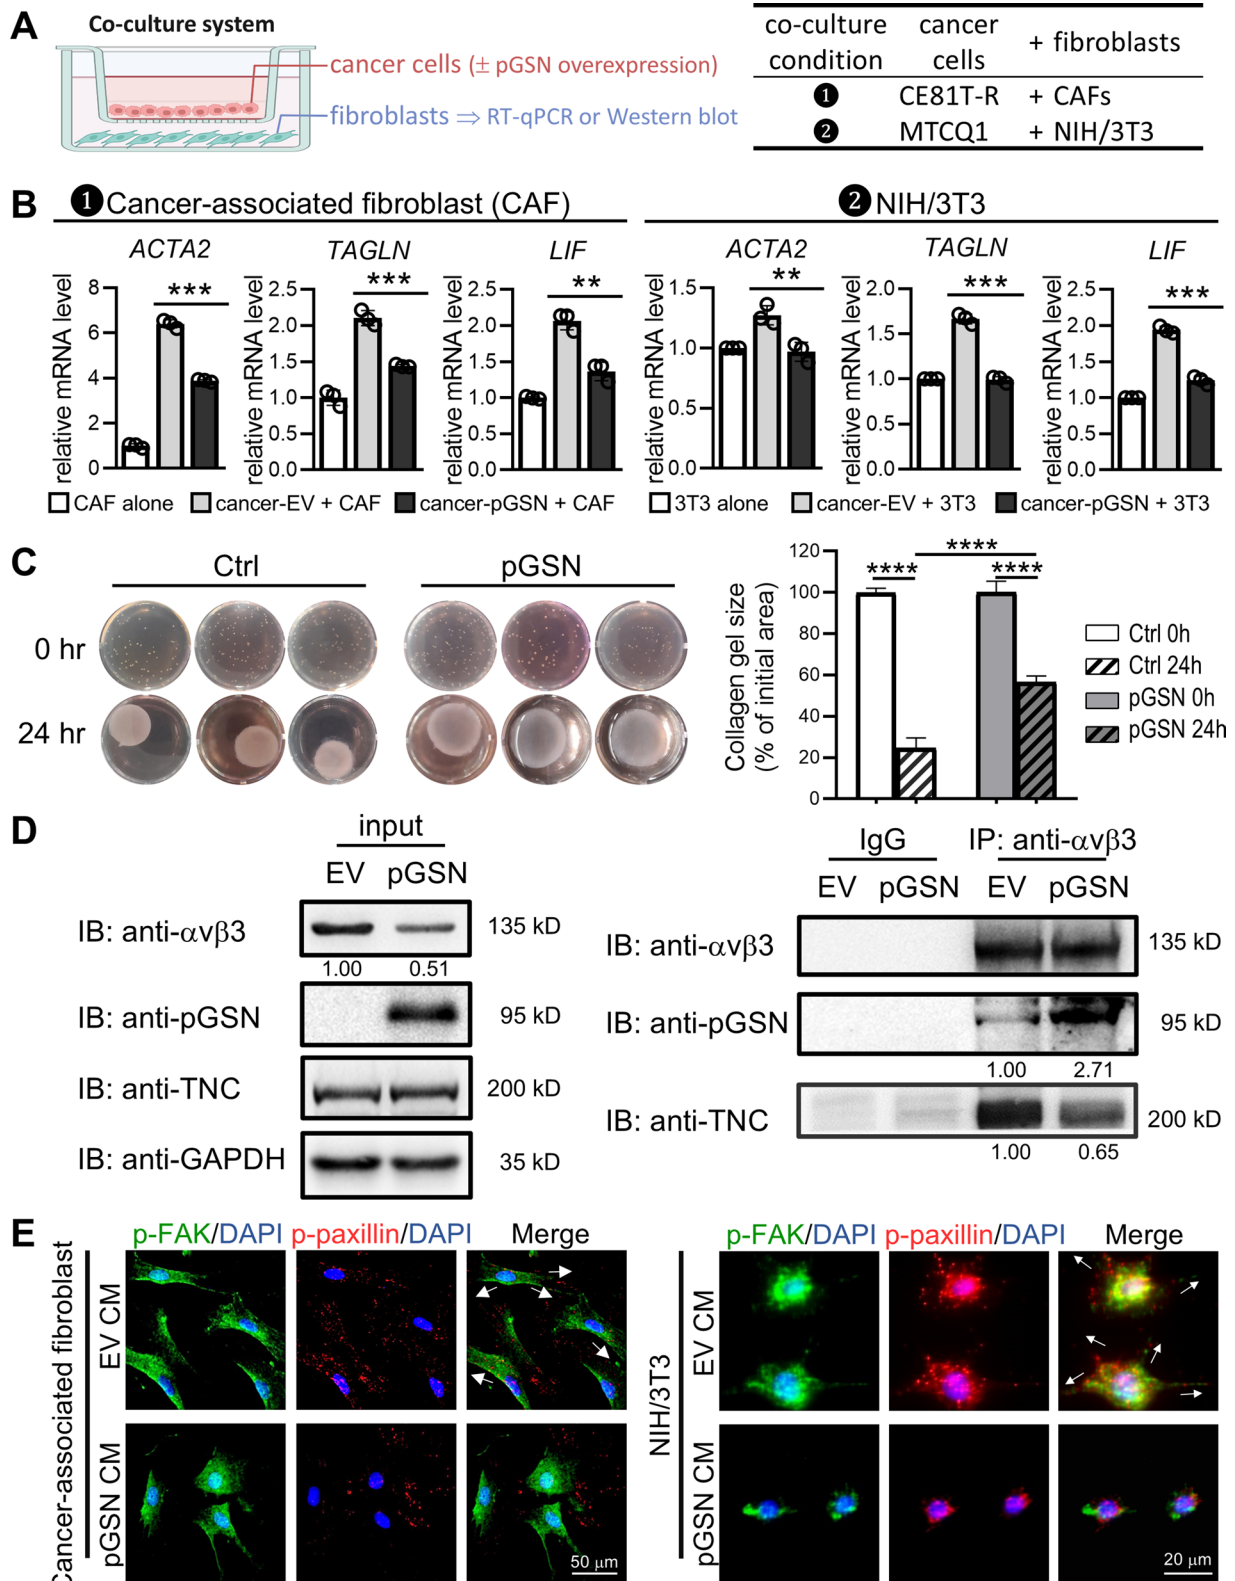 A
Co-culture system
cancer cells (± pGSN overexpression)
fibroblasts ⇒ RT-qPCR or Western blot
co-culture condition cancer cells + fibroblasts
❶ CE81T-R + CAFs
❷ MTCQ1 + NIH/3T3
B
❶Cancer-associated fibroblast (CAF)
❷NIH/3T3
ACTA2
relative mRNA level
8
6
4
2
0
***
TAGLN
relative mRNA level
2.5
2.0
1.5
1.0
0.5
0.0
***
LIF
relative mRNA level
2.5
2.0
1.5
1.0
0.5
0.0
**
ACTA2
relative mRNA level
1.5
1.0
0.5
0.0
**
TAGLN
relative mRNA level
2.0
1.5
1.0
0.5
0.0
***
LIF
relative mRNA level
2.5
2.0
1.5
1.0
0.5
0.0
***
CAF alone cancer-EV + CAF cancer-pGSN + CAF
3T3 alone cancer-EV + 3T3 cancer-pGSN + 3T3
C
Ctrl pGSN
0 hr
24 hr
Collagen gel size
(% of initial area)
120
100
80
60
40
20
0
****
**** ****
Ctrl 0h
Ctrl 24h
pGSN 0h
pGSN 24h
D
input
EV pGSN
IB: anti-αvβ3 135 kD
1.00 0.51
IB: anti-pGSN 95 kD
IB: anti-TNC 200 kD
IB: anti-GAPDH 35 kD
IgG IP: anti-αvβ3
EV pGSN EV pGSN
IB: anti-αvβ3 135 kD
IB: anti-pGSN 95 kD
1.00 2.71
IB: anti-TNC 200 kD
1.00 0.65
E
Cancer-associated fibroblast
p-FAK/DAPI p-paxillin/DAPI Merge
EV CM
pGSN CM
50 μm
NIH/3T3
p-FAK/DAPI p-paxillin/DAPI Merge
EV CM
pGSN CM
20 μm